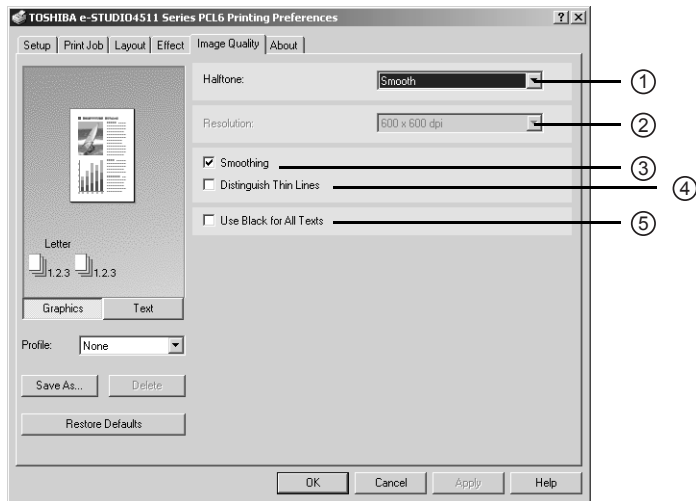 TOSHIBA e-STUDIO4511 Series PCL6 Printing Preferences
Setup Print Job Layout Effect Image Quality About
Halftone: Smooth ①
Resolution: 600 x 600 dpi ②
Smoothing ③
Distinguish Thin Lines ④
Use Black for All Texts ⑤
Letter
1.2.3 1.2.3
Graphics Text
Profile: None
Save As... Delete
Restore Defaults
OK Cancel Apply Help